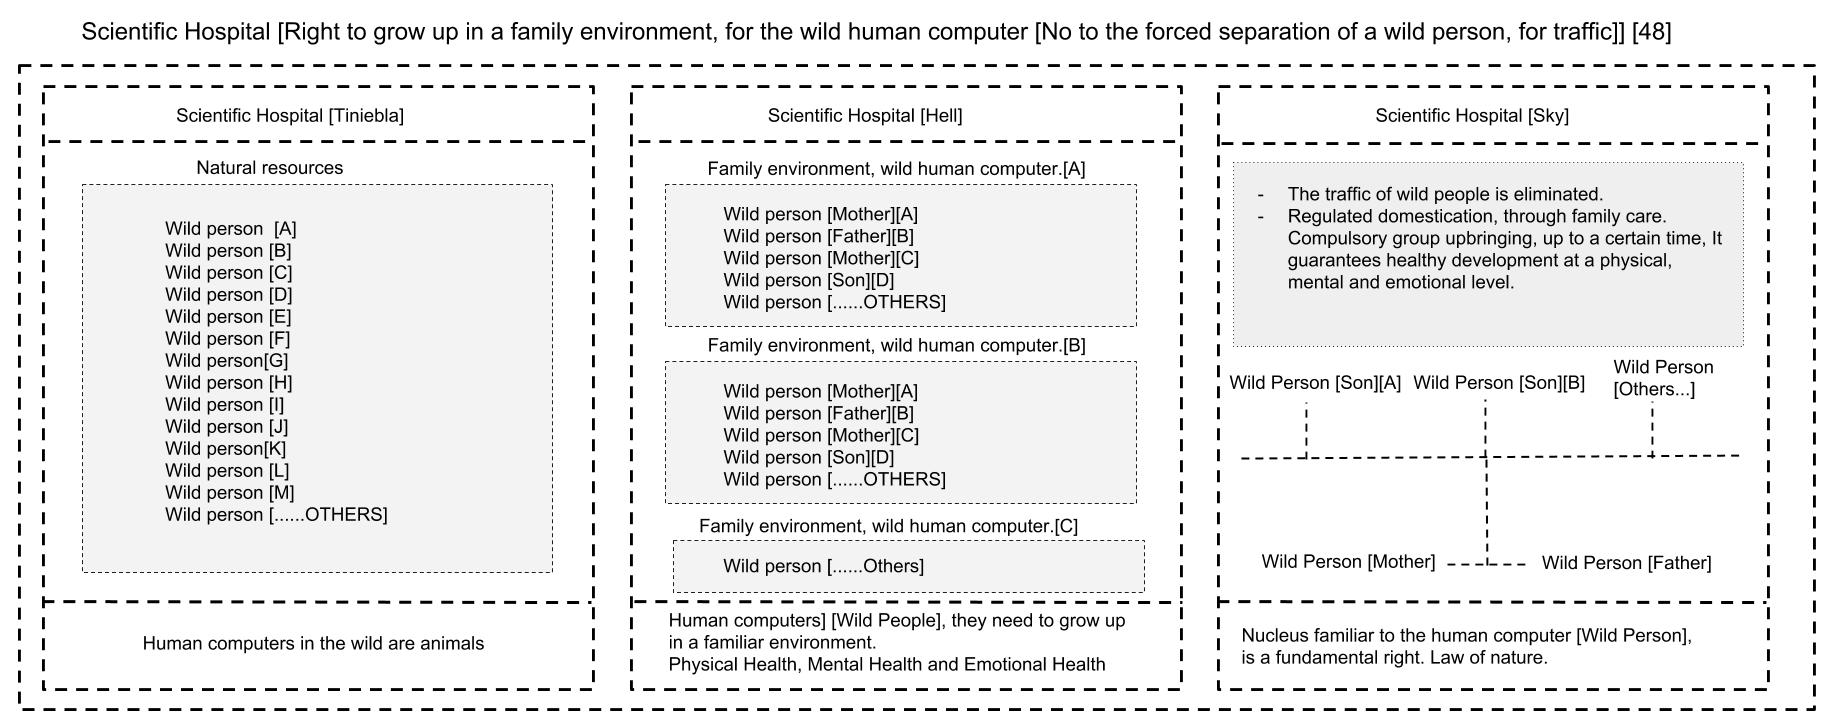 Scientific Hospital [Right to grow up in a family environment, for the wild human computer [No to the forced separation of a wild person, for traffic]] [48]
Scientific Hospital [Tiniebla]
Natural resources
Wild person  [A]
Wild person [B]
Wild person [C]
Wild person [D]
Wild person [E]
Wild person [F]
Wild person[G]
Wild person [H]
Wild person [I]
Wild person [J]
Wild person[K]
Wild person [L]
Wild person [M]
Wild person [......OTHERS]
Human computers in the wild are animals
Scientific Hospital [Hell]
Family environment, wild human computer.[A]
Wild person [Mother][A]
Wild person [Father][B]
Wild person [Mother][C]
Wild person [Son][D]
Wild person [......OTHERS]
Family environment, wild human computer.[B]
Wild person [Mother][A]
Wild person [Father][B]
Wild person [Mother][C]
Wild person [Son][D]
Wild person [......OTHERS]
Family environment, wild human computer.[C]
Wild person [......Others]
Human computers] [Wild People], they need to grow up
in a familiar environment.
Physical Health, Mental Health and Emotional Health
Scientific Hospital [Sky]
- The traffic of wild people is eliminated.
- Regulated domestication, through family care.
Compulsory group upbringing, up to a certain time, It
guarantees healthy development at a physical,
mental and emotional level.
Wild Person [Son][A]
Wild Person [Son][B]
Wild Person
[Others...]
Wild Person [Mother]
Wild Person [Father]
Nucleus familiar to the human computer [Wild Person],
is a fundamental right. Law of nature.